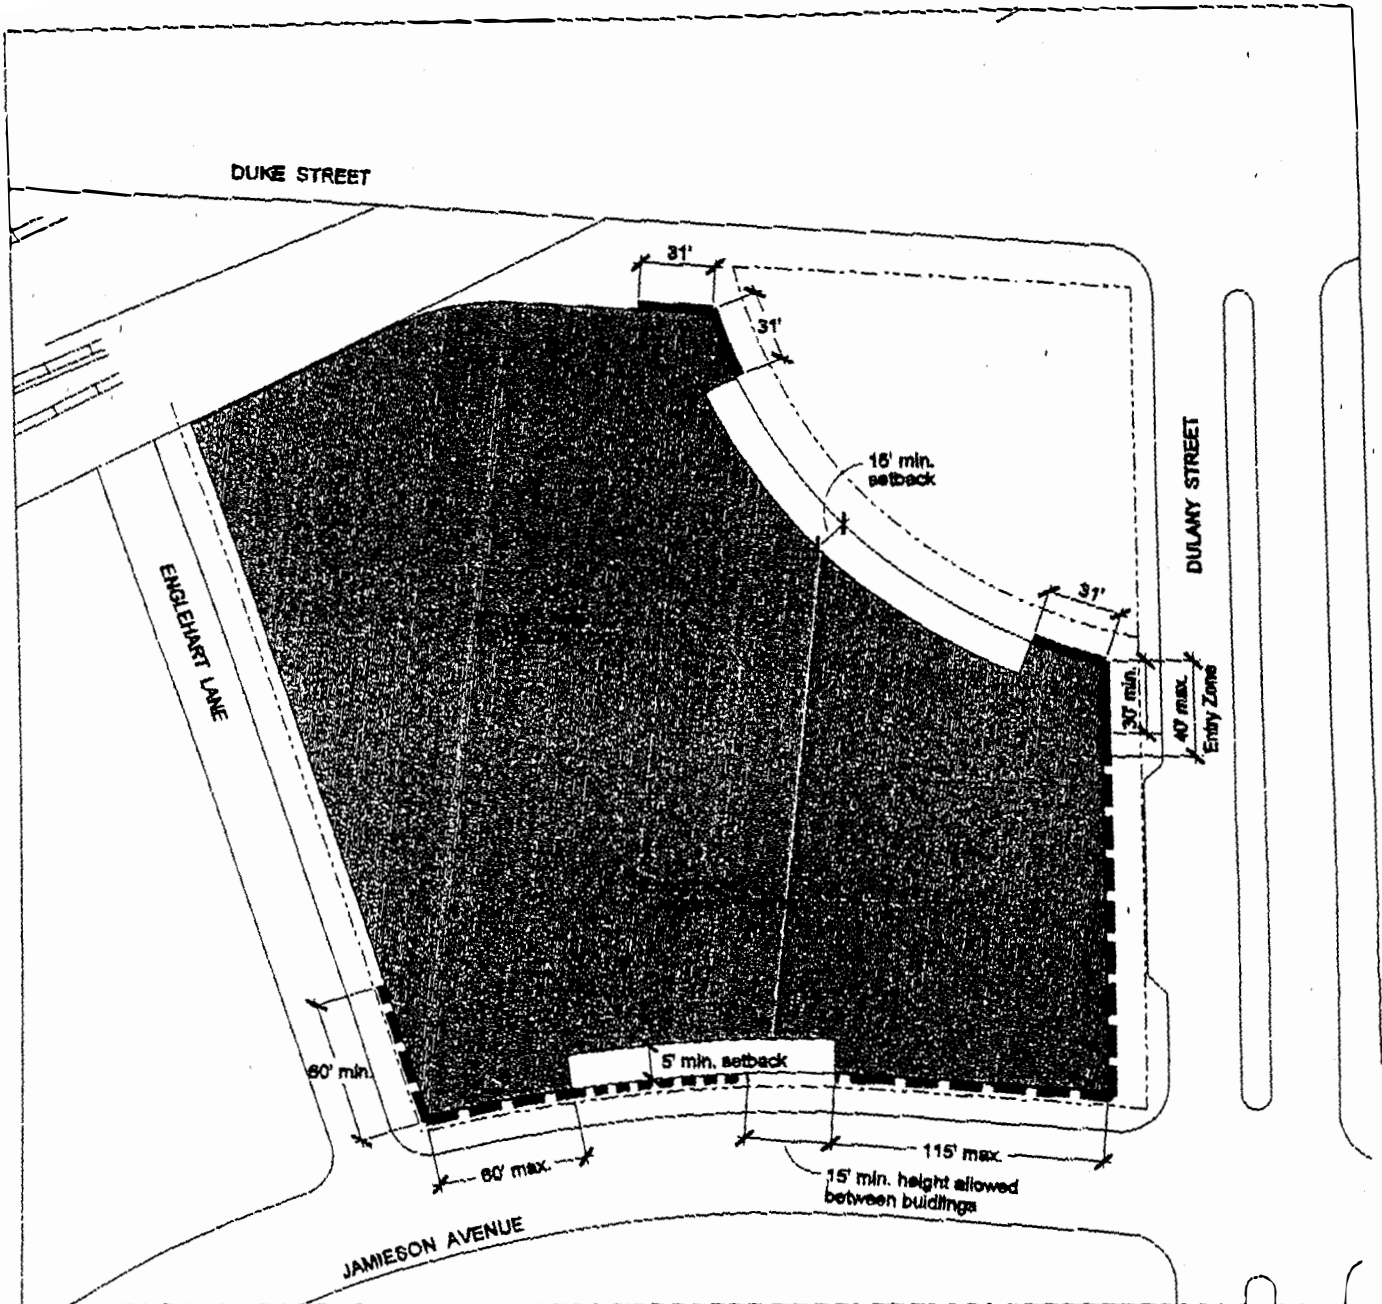 DUKE STREET
31'
31'
15' min.
setback
DULANY STREET
ENGLEHART LANE
31'
30' min.
40' max.
Entry Zone
60' min.
5' min. setback
60' max.
115' max.
15' min. height allowed
between buidlings
JAMIESON AVENUE